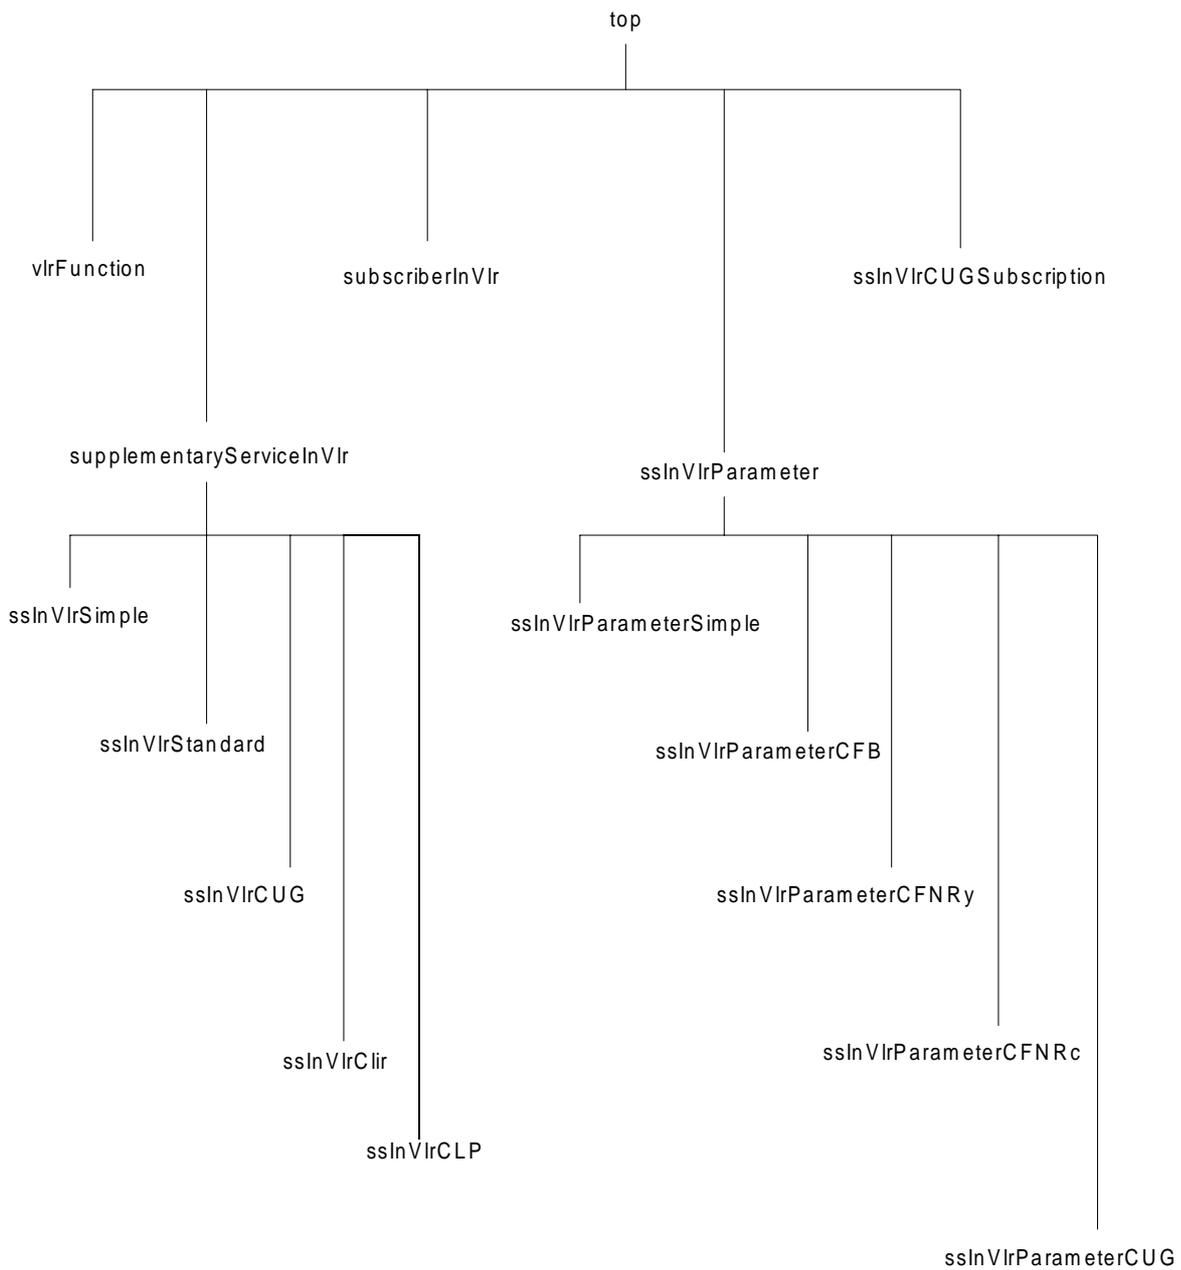 top
vlrFunction
subscriberInVlr
ssInVlrCUGSubscription
supplementaryServiceInVlr
ssInVlrParameter
ssInVlrSimple
ssInVlrParameterSimple
ssInVlrStandard
ssInVlrParameterCFB
ssInVlrCUG
ssInVlrParameterCFNRy
ssInVlrClir
ssInVlrParameterCFNRc
ssInVlrCLP
ssInVlrParameterCUG